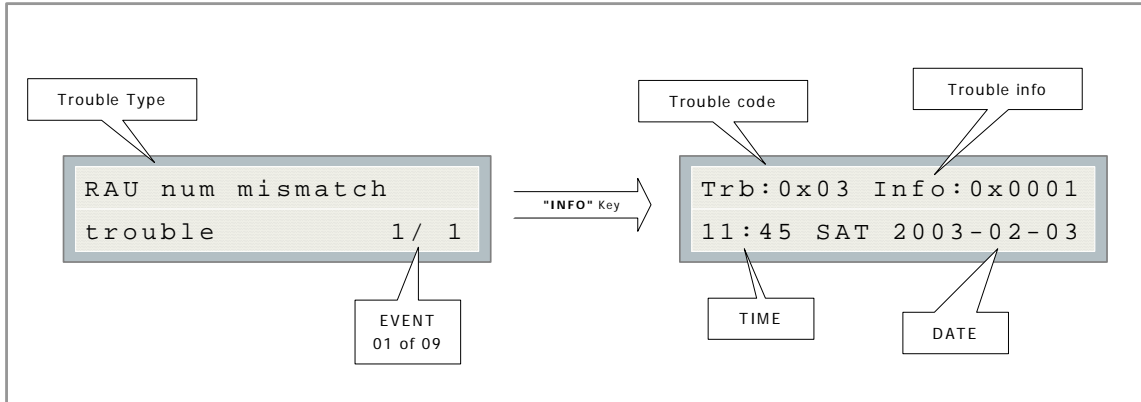 Trouble Type
RAU num mismatch
trouble 1/ 1
EVENT
01 of 09
"INFO" Key
Trouble code
Trouble info
Trb:0x03 Info:0x0001
11:45 SAT 2003-02-03
TIME
DATE